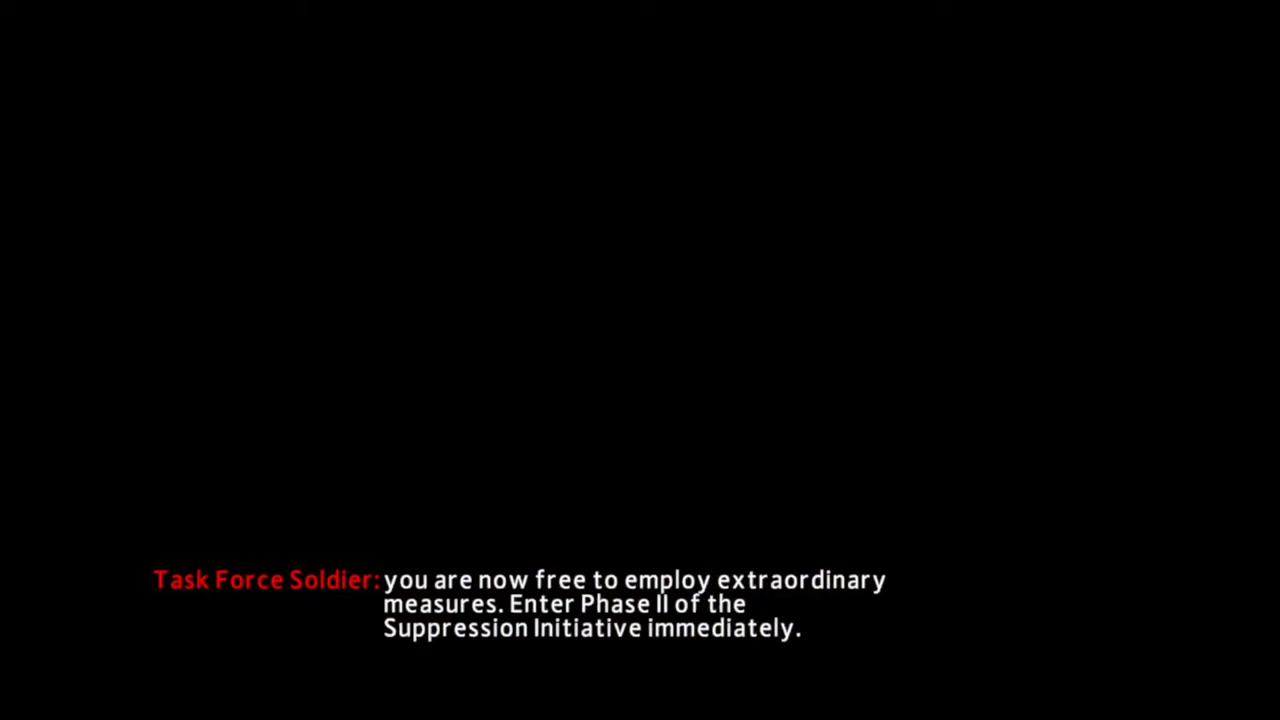 Task Force Soldier: you are now free to employ extraordinary
measures. Enter Phase II of the
Suppression Initiative immediately.